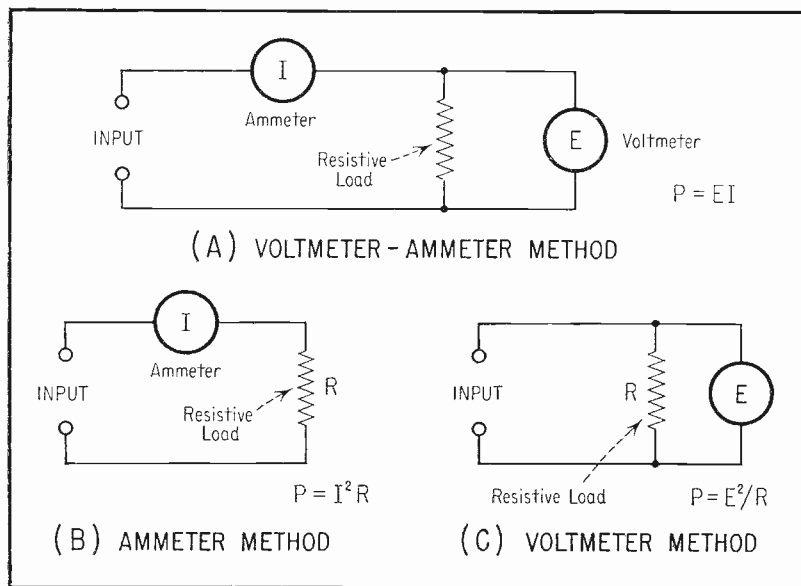 I
Ammeter
INPUT
Resistive
Load
E
Voltmeter
P = EI
(A) VOLTMETER - AMMETER METHOD
I
Ammeter
INPUT
R
Resistive
Load
P = I²R
(B) AMMETER METHOD
INPUT
R
E
Resistive Load
P = E²/R
(C) VOLTMETER METHOD